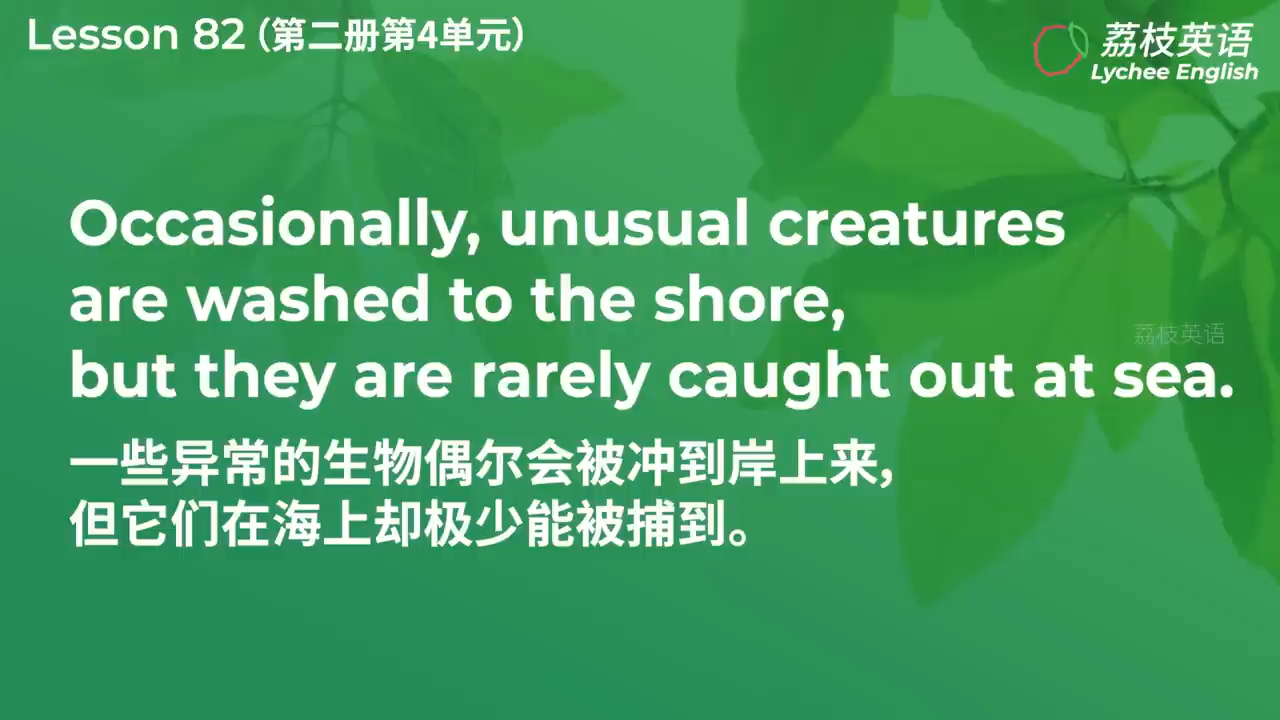 Lesson 82 (第二册第4单元)
荔枝英语
Lychee English
Occasionally, unusual creatures
are washed to the shore,
荔枝英语
but they are rarely caught out at sea.
一些异常的生物偶尔会被冲到岸上来,
但它们在海上却极少能被捕到。